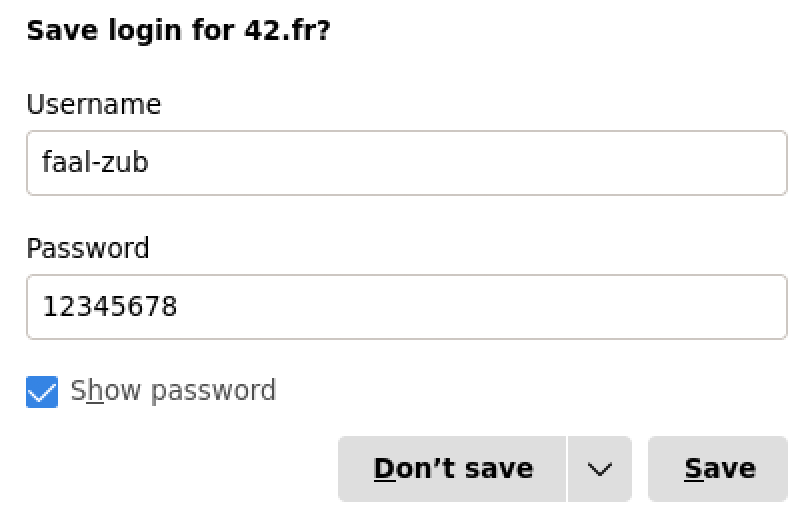 Save login for 42.fr?
Username
faal-zub
Password
12345678
Show password
Don’t save
Save